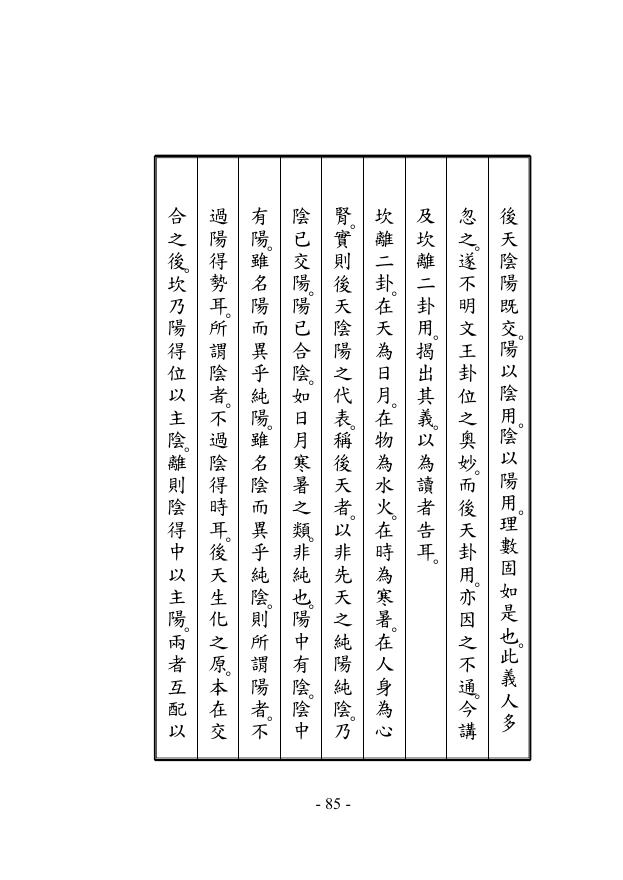 後天陰陽既交。陽以陰用。陰以陽用。理數固如是也。此義人多
忽之。遂不明文王卦位之奧妙。而後天卦用。亦因之不通。今講
及坎離二卦用。揭出其義。以為讀者告耳。
坎離二卦。在天為日月。在物為水火。在時為寒暑。在人身為心
腎。實則後天陰陽之代表。稱後天者。以非先天之純陽純陰。乃
陰已交陽。陽已合陰。如日月寒暑之類。非純也。陽中有陰。陰中
有陽。雖名陽而異乎純陽。雖名陰而異乎純陰。則所謂陽者。不
過陽得勢耳。所謂陰者。不過陰得時耳。後天生化之原。本在交
合之後。坎乃陽得位以主陰。離則陰得中以主陽。兩者互配以
- 85 -